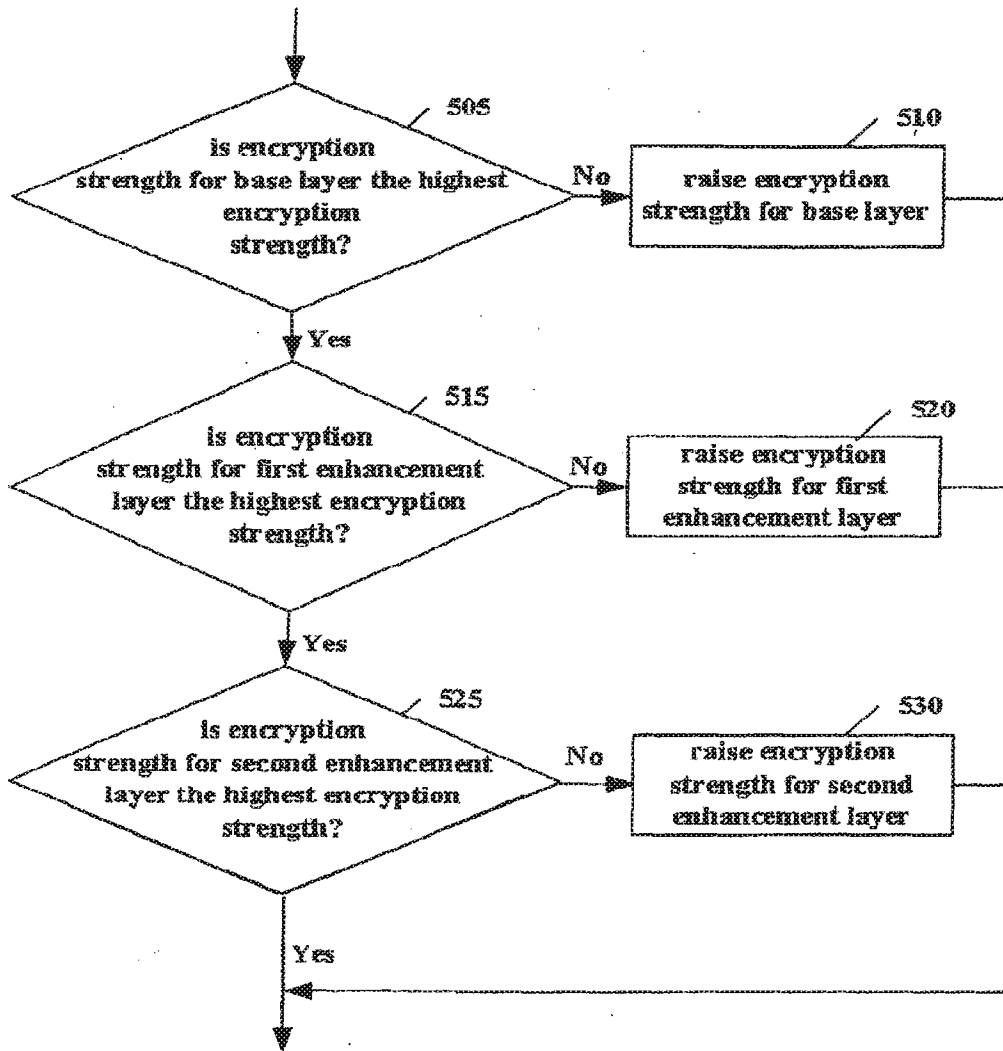 505
is encryption
strength for base layer the highest
encryption
strength?
No
510
raise encryption
strength for base layer
Yes
515
is encryption
strength for first enhancement
layer the highest encryption
strength?
No
520
raise encryption
strength for first
enhancement layer
Yes
525
is encryption
strength for second enhancement
layer the highest encryption
strength?
No
530
raise encryption
strength for second
enhancement layer
Yes